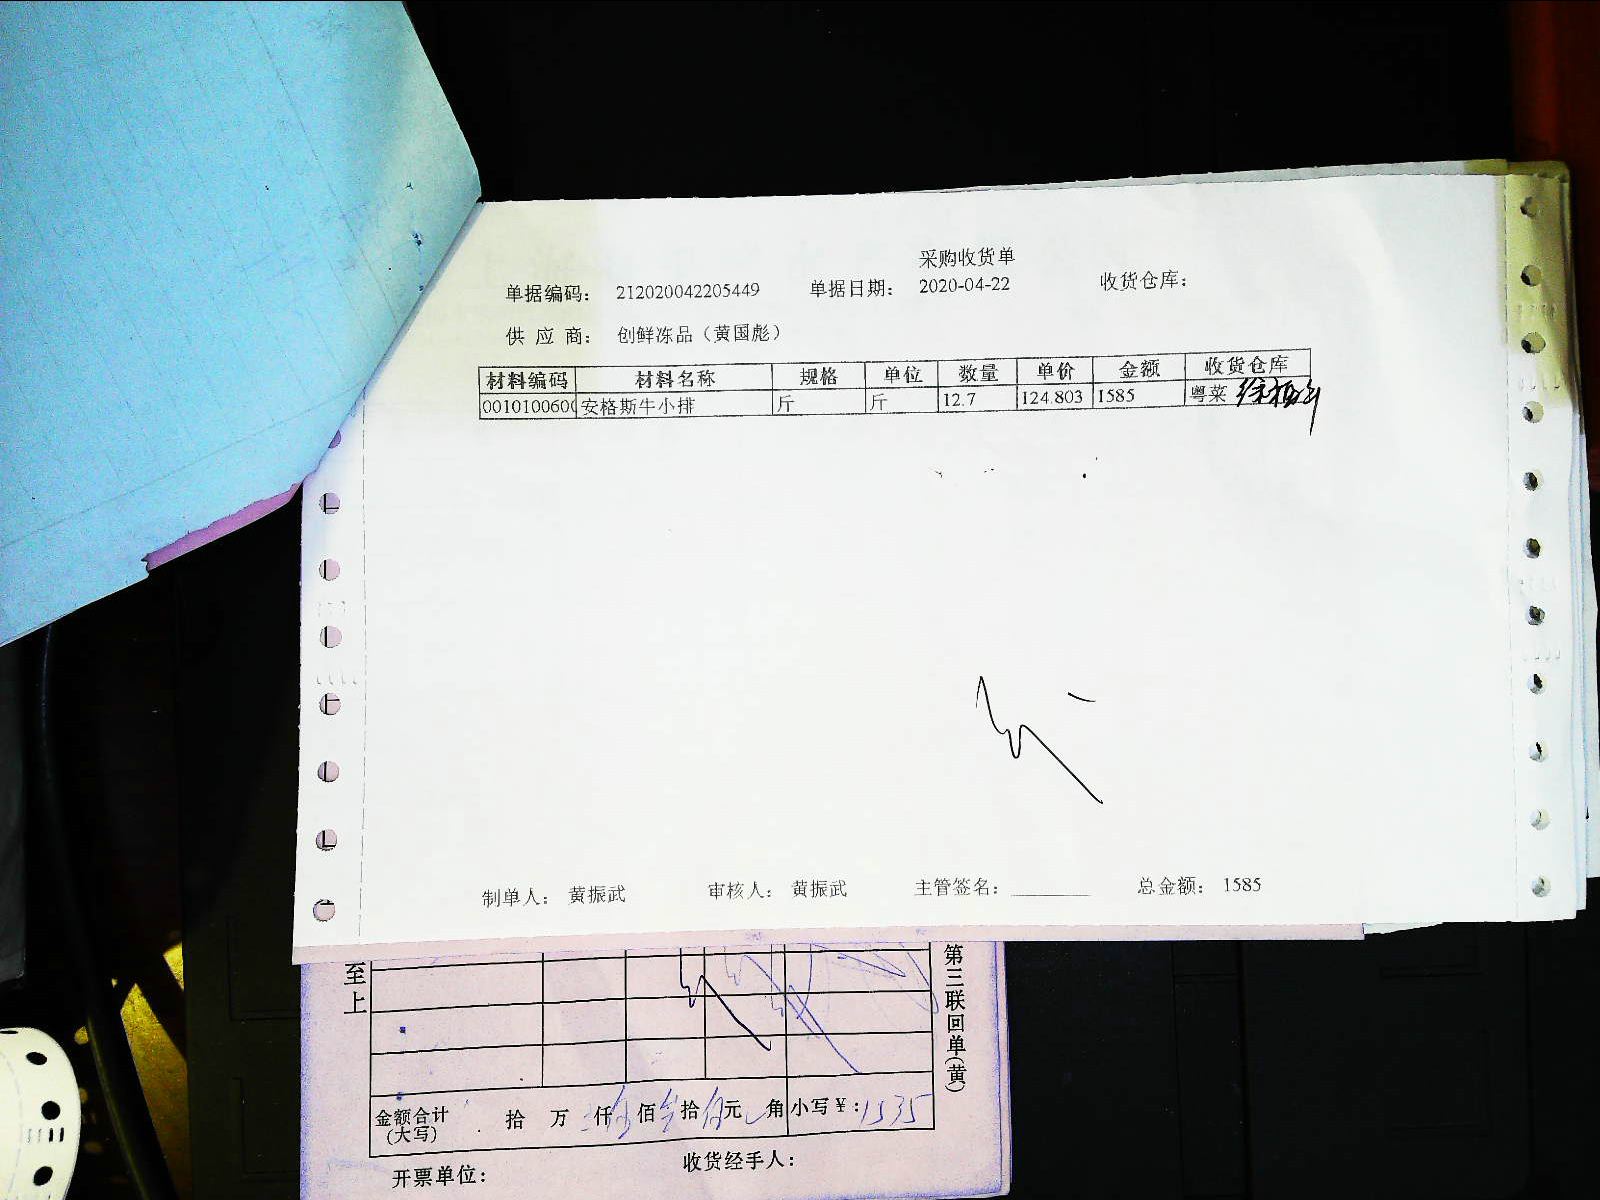 采购收货单
单据编码: 212020042205449 单据日期: 2020-04-22 收货仓库:
供 应 商: 创鲜冻品（黄国彪）
材料编码 材料名称 规格 单位 数量 单价 金额 收货仓库
001010060 安格斯牛小排 斤 斤 12.7 124.803 1585 粤菜
制单人: 黄振武 审核人: 黄振武 主管签名: 总金额: 1585
至上
第三联回单(黄)
金额合计 拾 万 仟 佰 拾 元 角 小写￥:
(大写)
开票单位: 收货经手人: